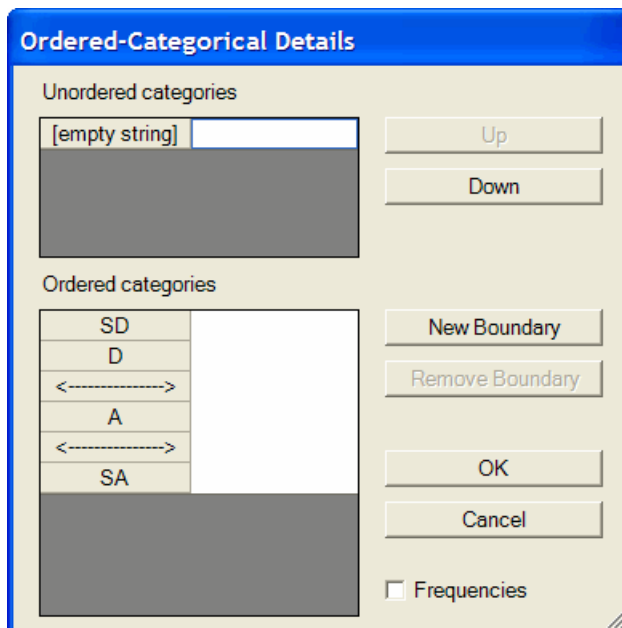 Ordered-Categorical Details
Unordered categories
[empty string]
Up
Down
Ordered categories
SD
D
<--------------->
A
<--------------->
SA
New Boundary
Remove Boundary
OK
Cancel
Frequencies